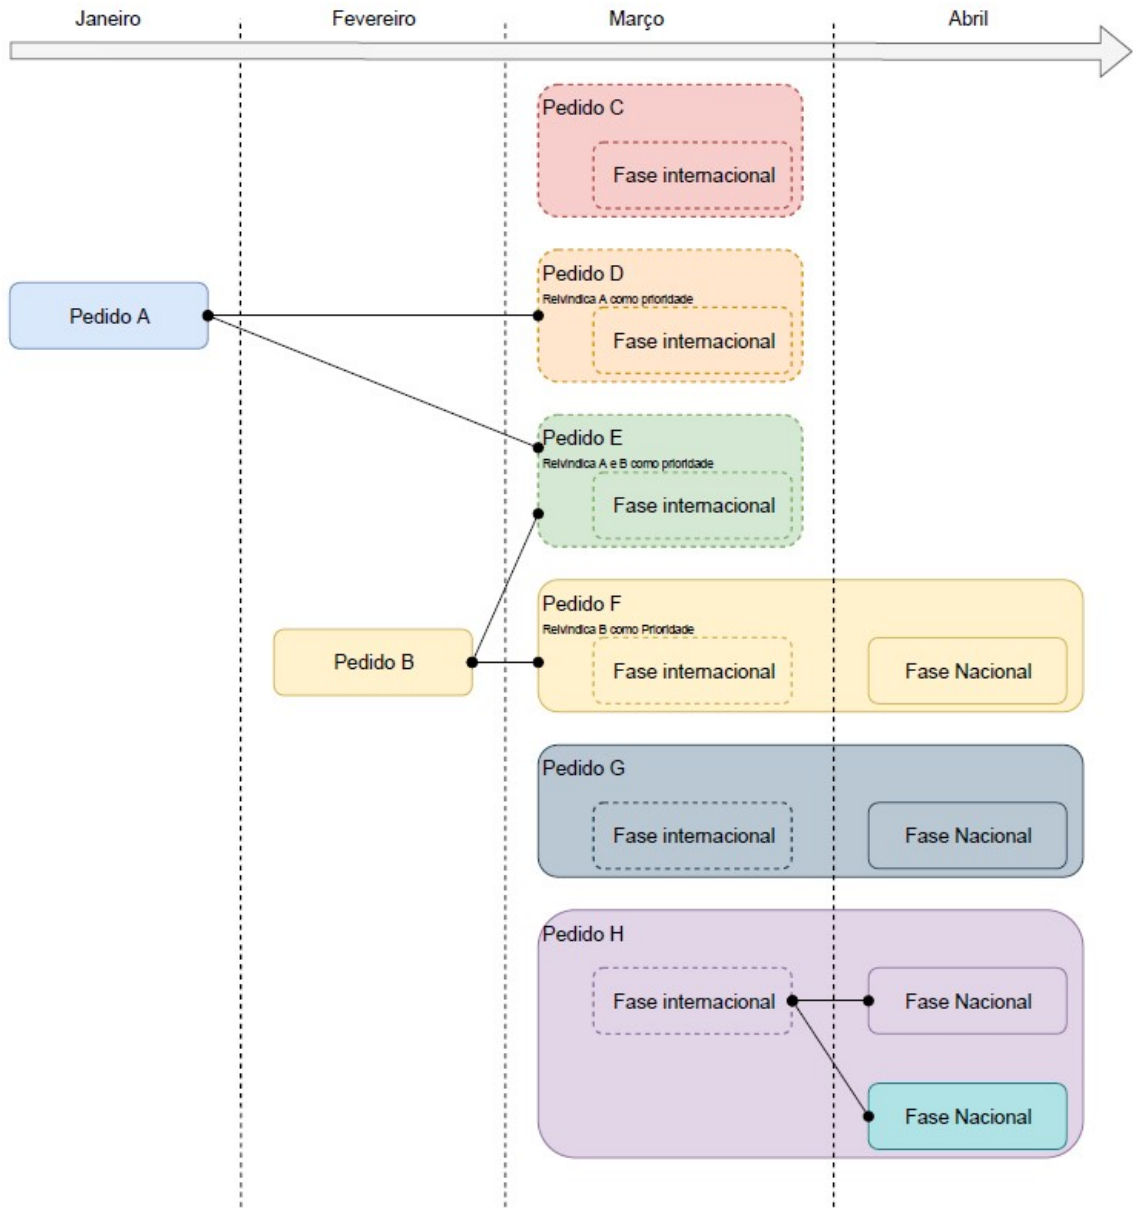 Janeiro
Fevereiro
Março
Abril
Pedido C
Fase internacional
Pedido D
Reivindica A como prioridade
Fase internacional
Pedido A
Pedido E
Reivindica A e B como prioridade
Fase internacional
Pedido F
Reivindica B como Prioridade
Fase internacional
Fase Nacional
Pedido B
Pedido G
Fase internacional
Fase Nacional
Pedido H
Fase internacional
Fase Nacional
Fase Nacional